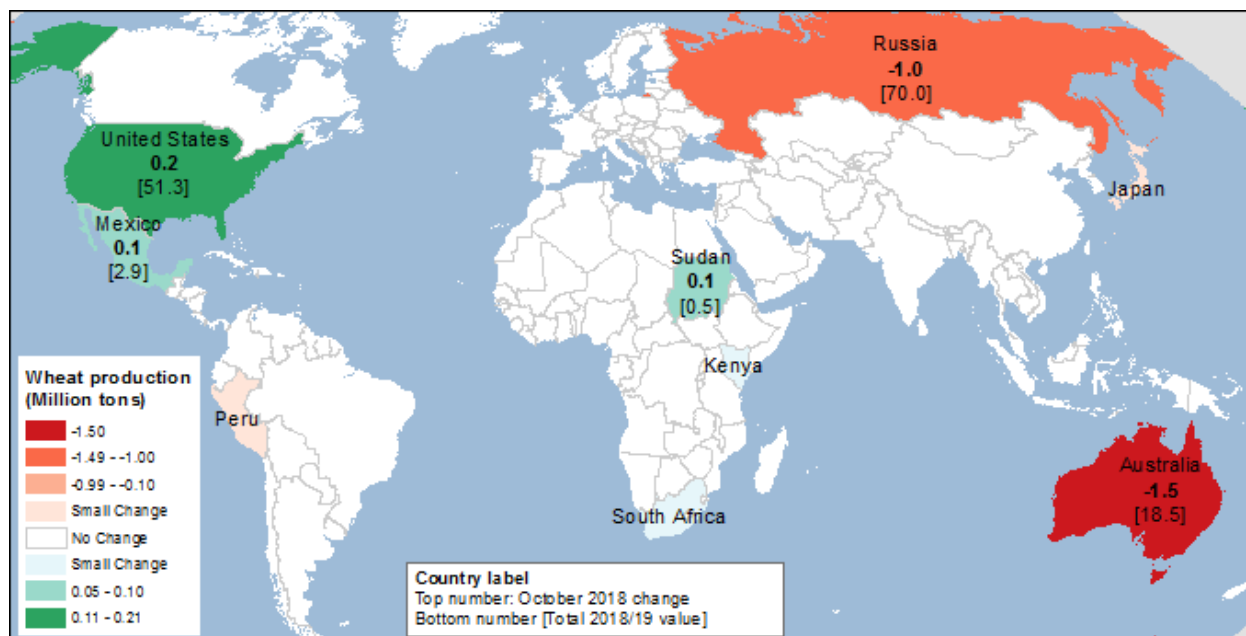 Russia
-1.0
[70.0]
United States
0.2
[51.3]
Japan
Mexico
0.1
[2.9]
Sudan
0.1
[0.5]
Kenya
Peru
Australia
-1.5
[18.5]
South Africa
Wheat production
(Million tons)
-1.50
-1.49 - -1.00
-0.99 - -0.10
Small Change
No Change
Small Change
0.05 - 0.10
0.11 - 0.21
Country label
Top number: October 2018 change
Bottom number [Total 2018/19 value]